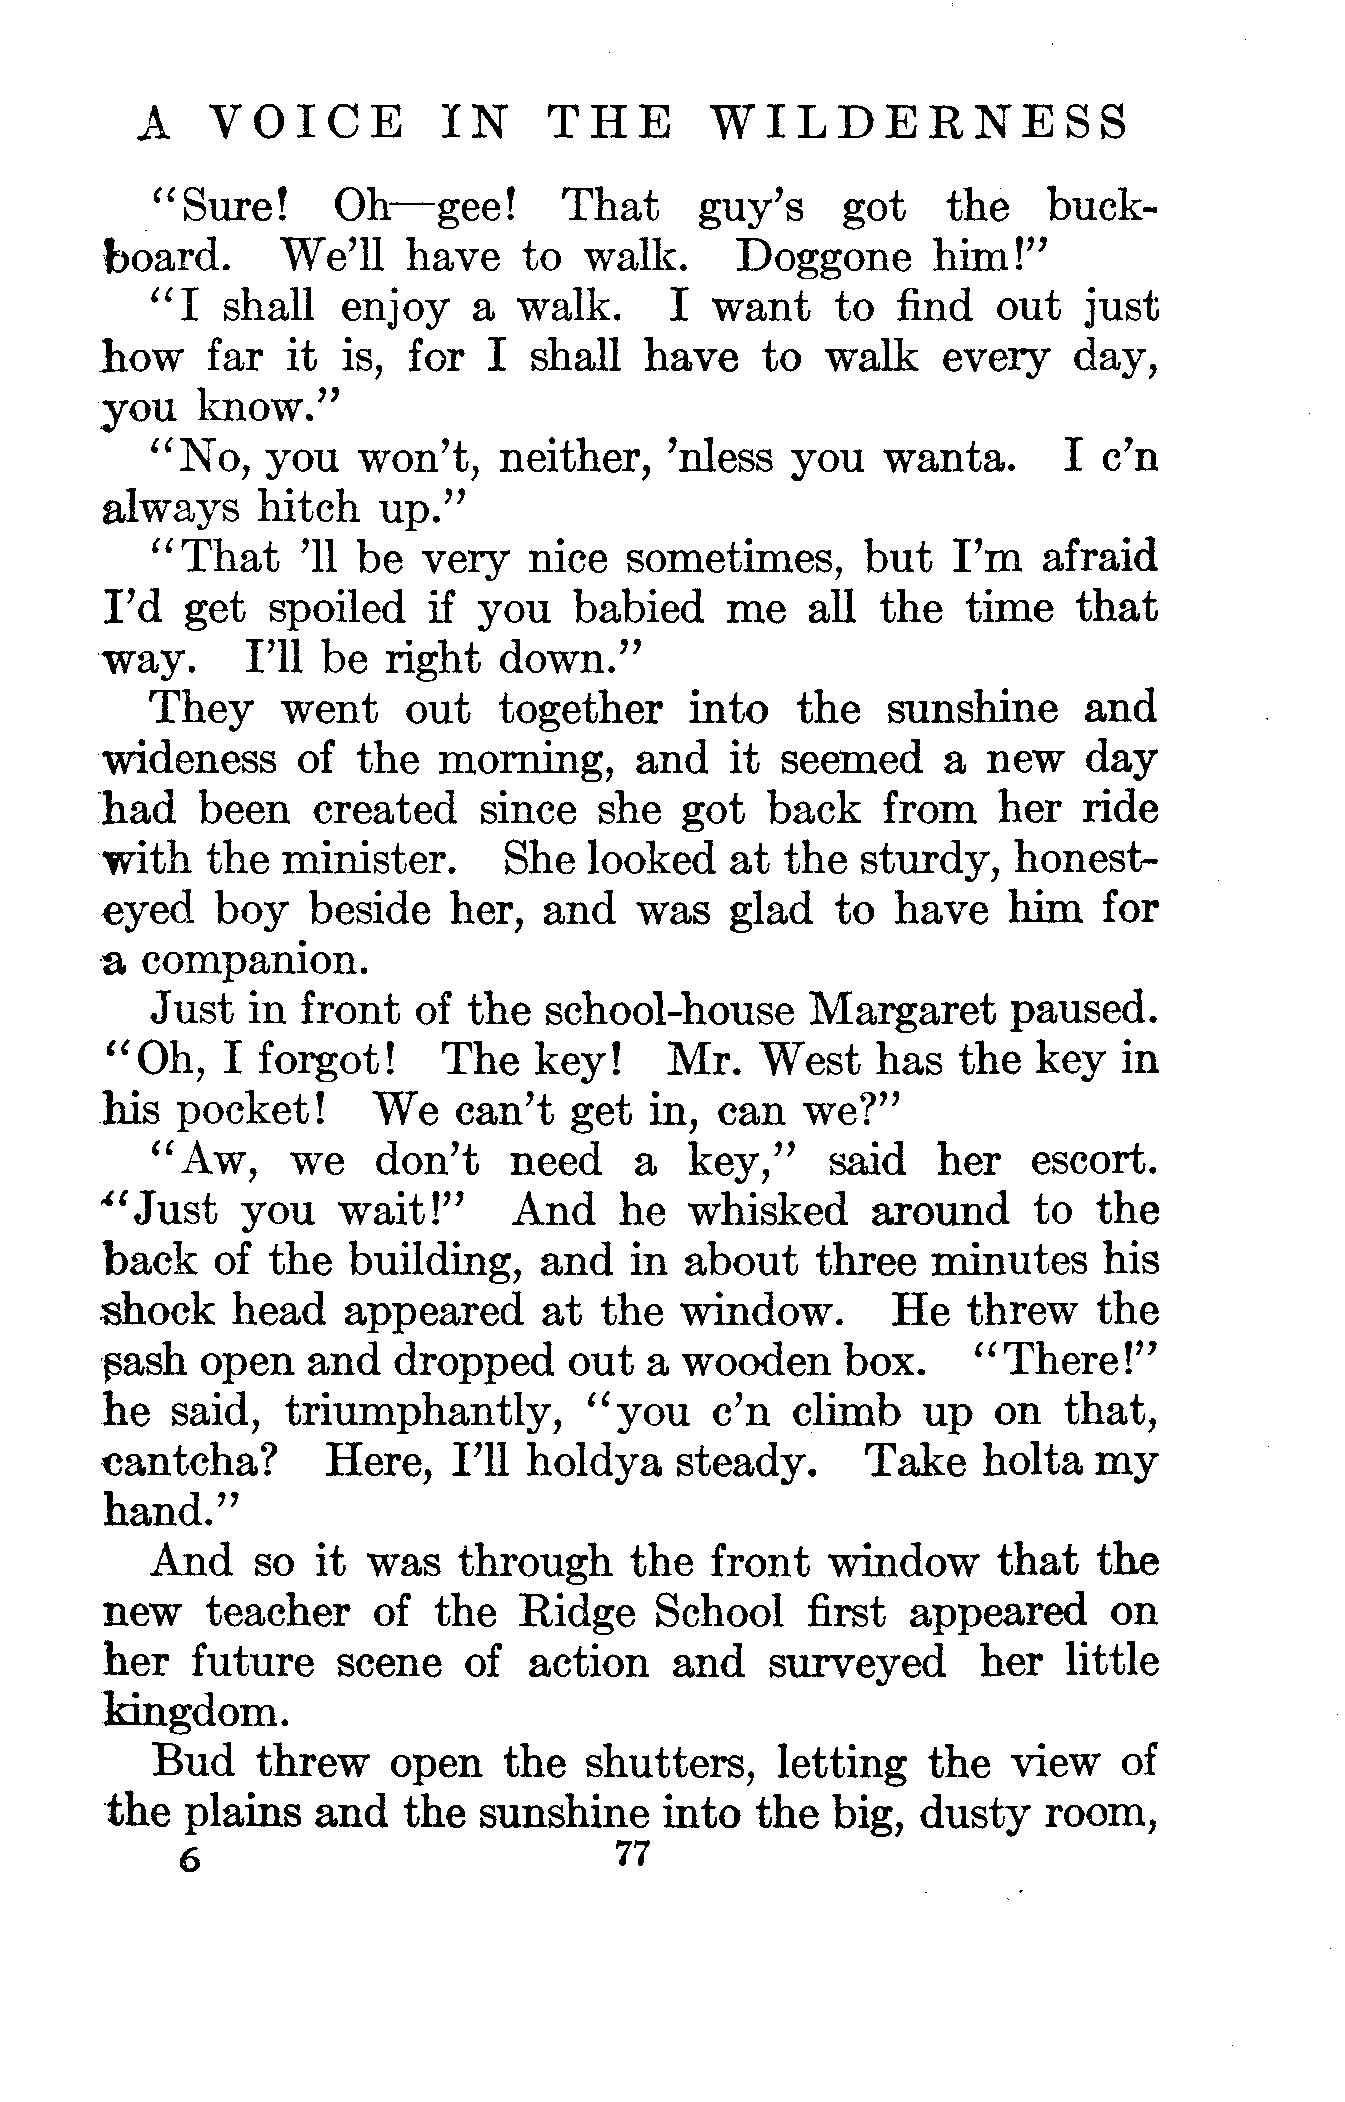 A VOICE IN THE WILDERNESS
“Sure! Oh—gee! That guy’s got the buck-
board. We’ll have to walk. Doggone him!”
“I shall enjoy a walk. I want to find out just
how far it is, for I shall have to walk every day,
you know.”
“No, you won’t, neither, ’nless you wanta. I c’n
always hitch up.”
“That ’ll be very nice sometimes, but I’m afraid
I’d get spoiled if you babied me all the time that
way. I’ll be right down.”
They went out together into the sunshine and
wideness of the morning, and it seemed a new day
had been created since she got back from her ride
with the minister. She looked at the sturdy, honest-
eyed boy beside her, and was glad to have him for
a companion.
Just in front of the school-house Margaret paused.
“Oh, I forgot! The key! Mr. West has the key in
his pocket! We can’t get in, can we?”
“Aw, we don’t need a key,” said her escort.
“Just you wait!” And he whisked around to the
back of the building, and in about three minutes his
shock head appeared at the window. He threw the
sash open and dropped out a wooden box. “There!”
he said, triumphantly, “you c’n climb up on that,
cantcha? Here, I’ll holdya steady. Take holta my
hand.”
And so it was through the front window that the
new teacher of the Ridge School first appeared on
her future scene of action and surveyed her little
kingdom.
Bud threw open the shutters, letting the view of
the plains and the sunshine into the big, dusty room,
6 77